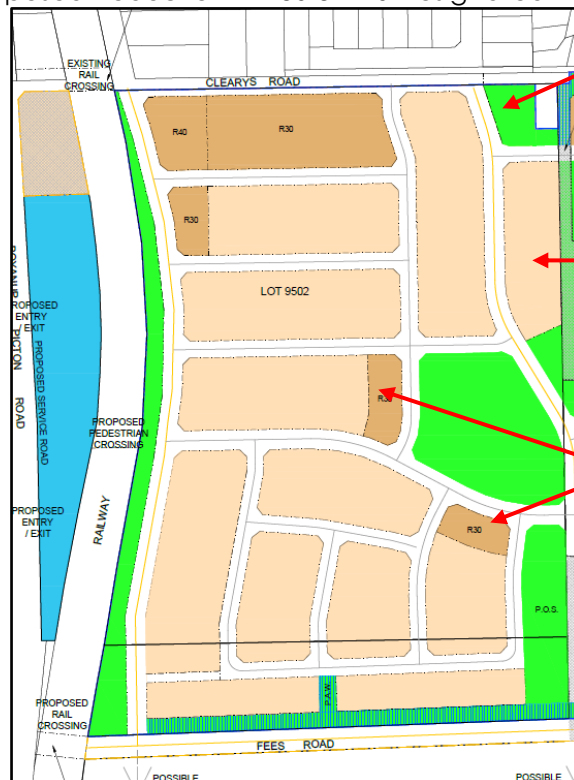 EXISTING
RAIL
CROSSING
CLEARYS ROAD
R40
R30
R30
LOT 9502
PROPOSED SERVICE ROAD
ROPOSED
ENTRY
/ EXIT
PICTON
ROAD
PROPOSED
PEDESTRIAN
CROSSING
PROPOSED
ENTRY
/ EXIT
RAILWAY
R30
P.O.S.
P.A.W.
PROPOSED
RAIL
CROSSING
FEES ROAD
POSSIBLE
POSSIBLE